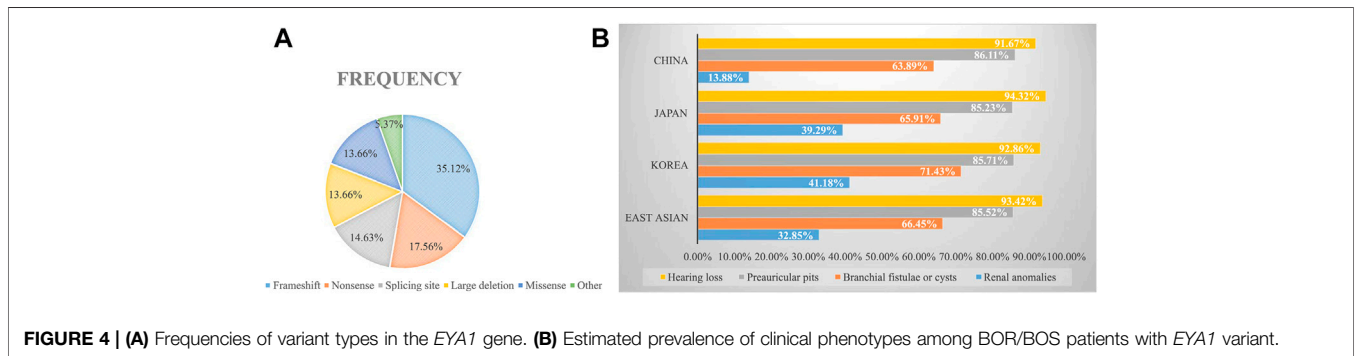 A
FREQUENCY
5.37%
13.66%
35.12%
13.66%
14.63%
17.56%
Frameshift Nonsense Splicing site Large deletion Missense Other
B
91.67%
CHINA
86.11%
63.89%
13.88%
94.32%
JAPAN
85.23%
65.91%
39.29%
92.86%
KOREA
85.71%
71.43%
41.18%
93.42%
EAST ASIAN
85.52%
66.45%
32.85%
0.00% 10.00% 20.00% 30.00% 40.00% 50.00% 60.00% 70.00% 80.00% 90.00% 100.00%
Hearing loss Preauricular pits Branchial fistulae or cysts Renal anomalies
FIGURE 4 | (A) Frequencies of variant types in the EYA1 gene. (B) Estimated prevalence of clinical phenotypes among BOR/BOS patients with EYA1 variant.